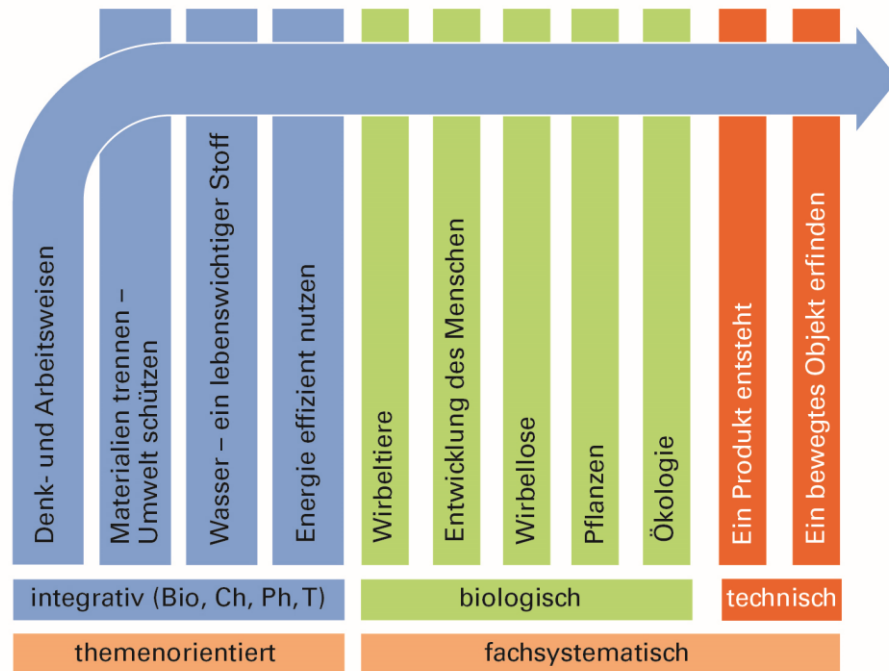 Denk- und Arbeitsweisen
Materialien trennen –
Umwelt schützen
Wasser – ein lebenswichtiger Stoff
Energie effizient nutzen
Wirbeltiere
Entwicklung des Menschen
Wirbellose
Pflanzen
Ökologie
Ein Produkt entsteht
Ein bewegtes Objekt erfinden
integrativ (Bio, Ch, Ph, T)
biologisch
technisch
themenorientiert
fachsystematisch